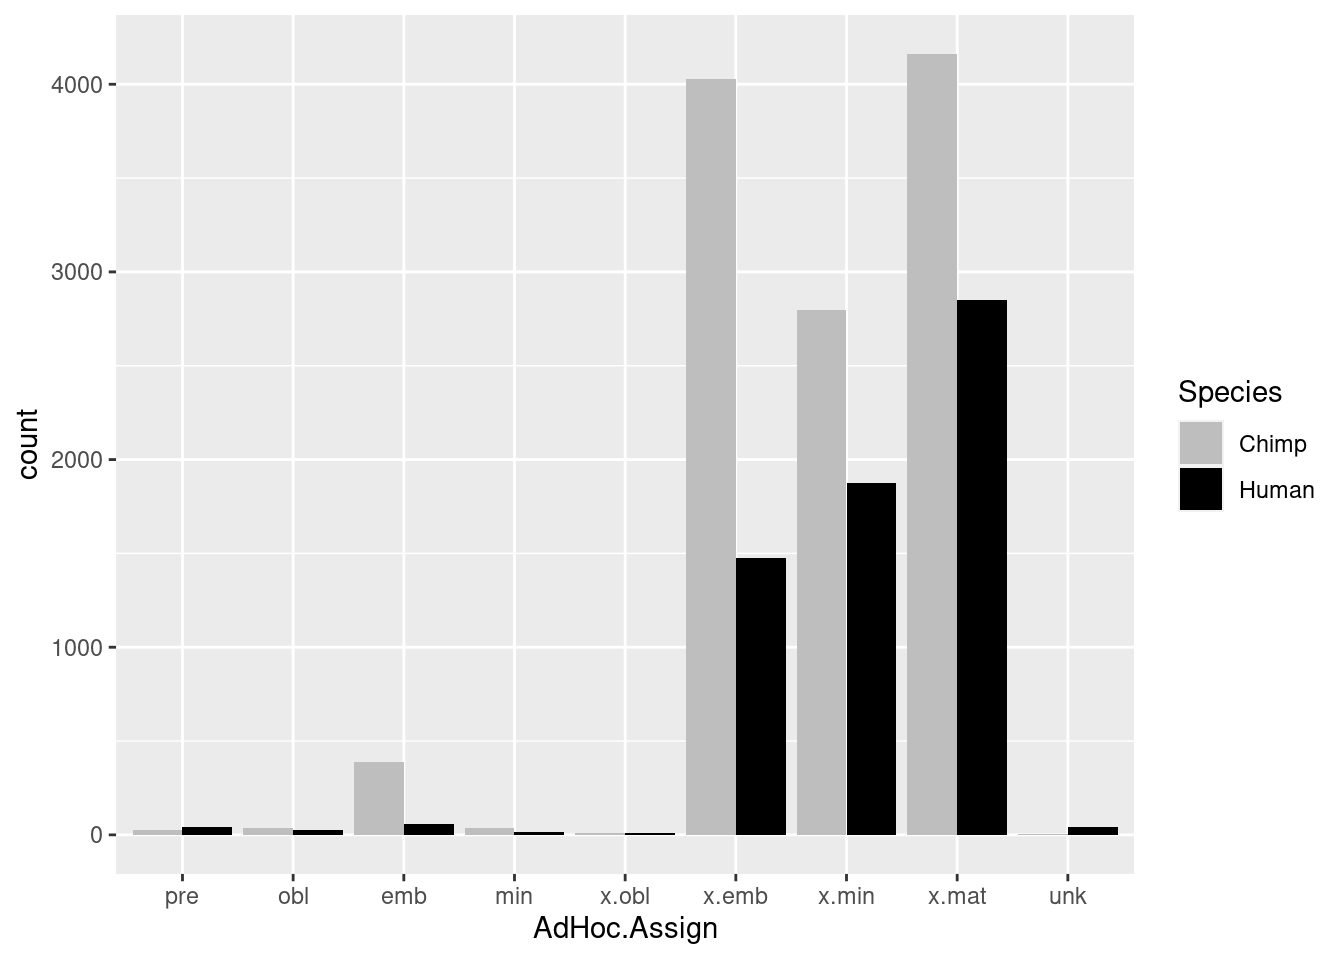 4000
3000
2000
1000
0
count
pre obl emb min x.obl x.emb x.min x.mat unk
AdHoc.Assign
Species
Chimp
Human